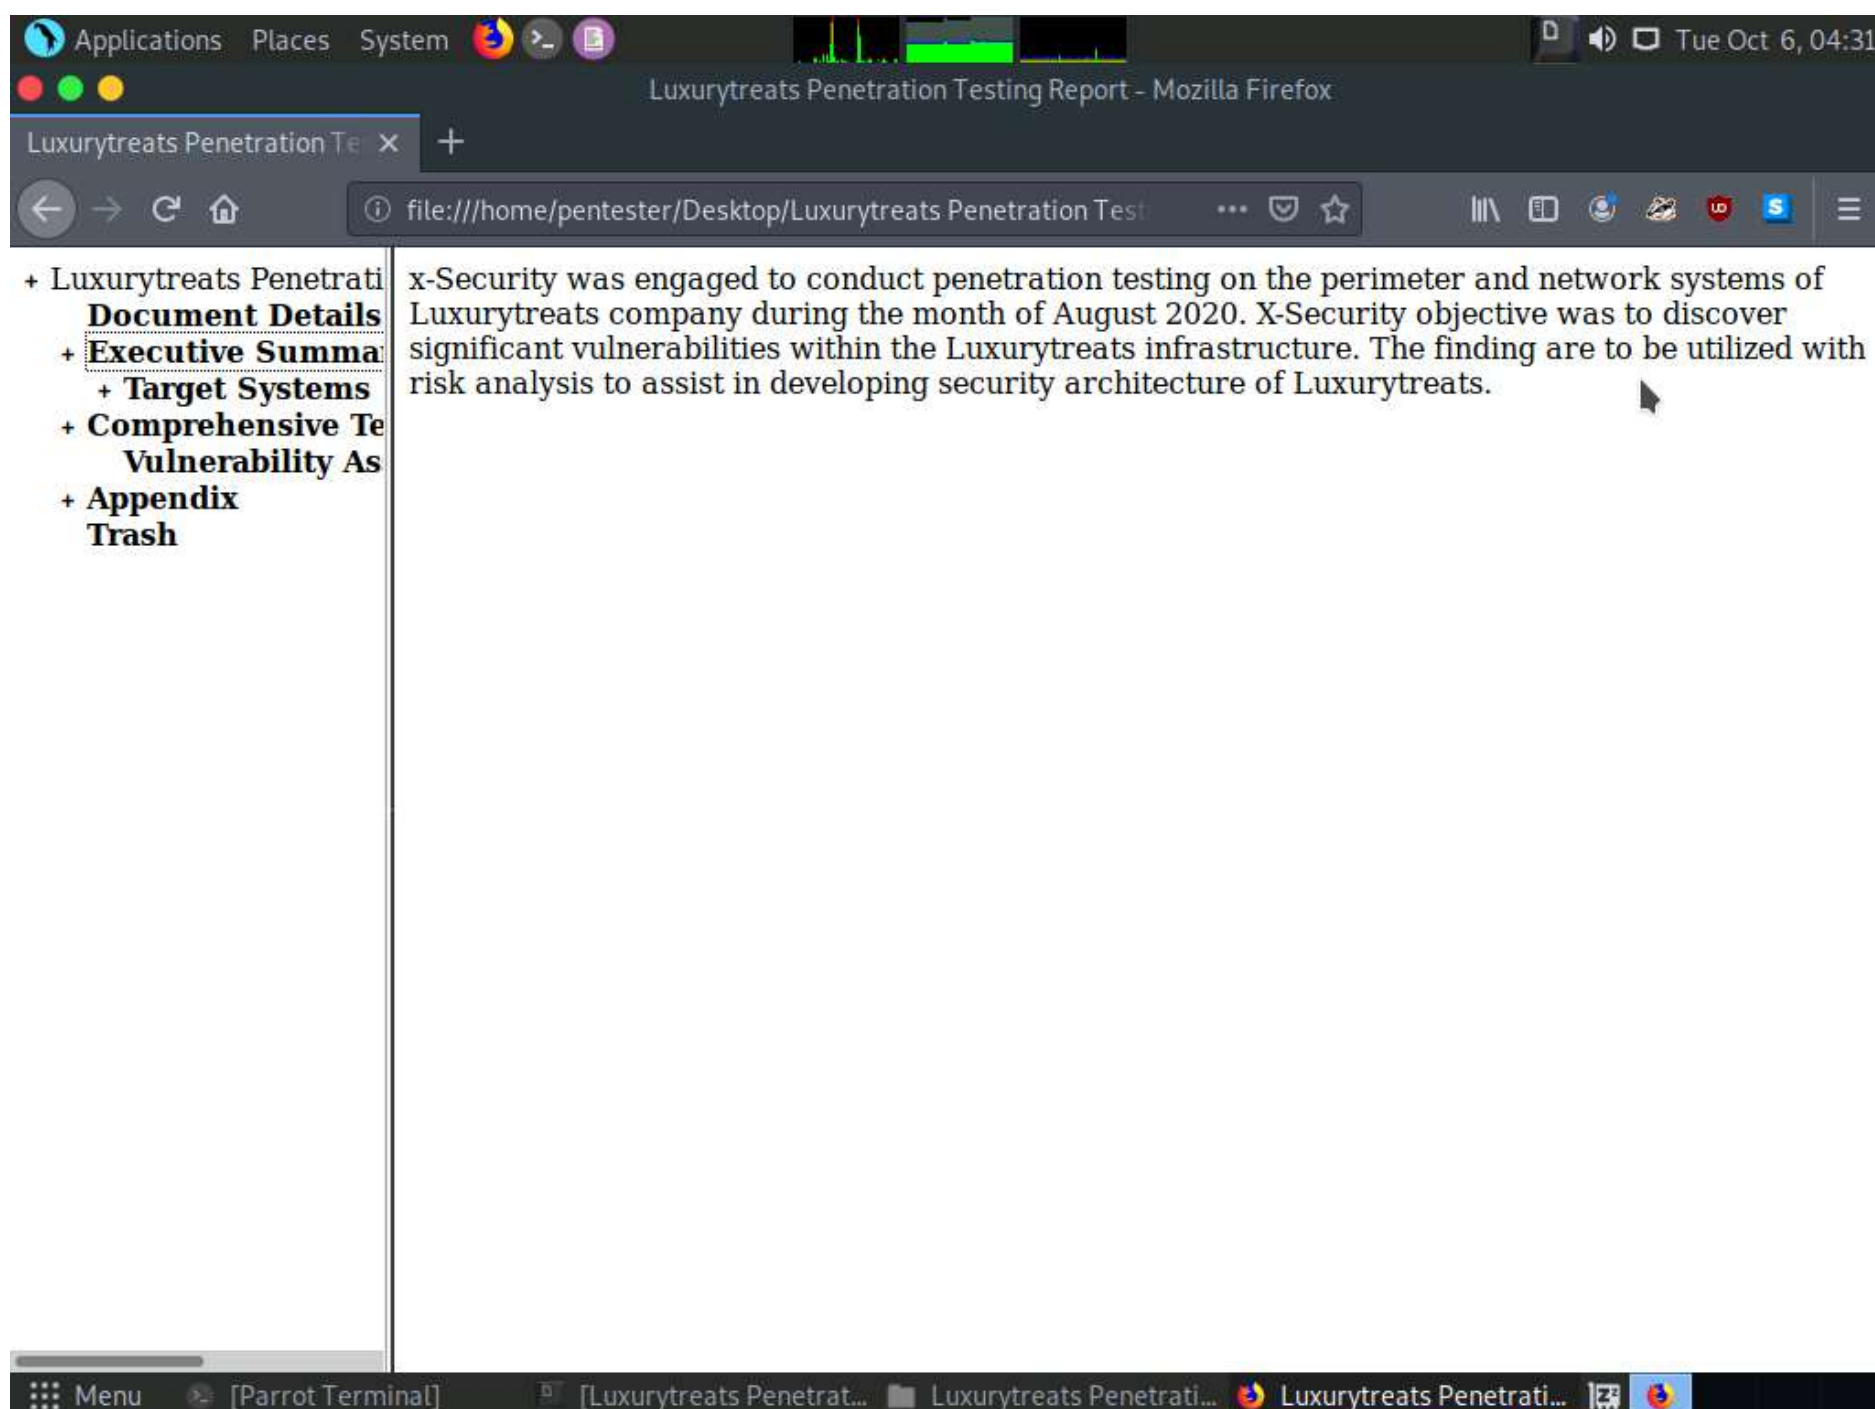 Applications Places System Tue Oct 6, 04:31
Luxurytreats Penetration Testing Report - Mozilla Firefox
Luxurytreats Penetration Te
file:///home/pentester/Desktop/Luxurytreats Penetration Test
+ Luxurytreats Penetrati
Document Details
+ Executive Summa
+ Target Systems
+ Comprehensive Te
Vulnerability As
+ Appendix
Trash
x-Security was engaged to conduct penetration testing on the perimeter and network systems of
Luxurytreats company during the month of August 2020. X-Security objective was to discover
significant vulnerabilities within the Luxurytreats infrastructure. The finding are to be utilized with
risk analysis to assist in developing security architecture of Luxurytreats.
Menu [Parrot Terminal] [Luxurytreats Penetrat... Luxurytreats Penetrati... Luxurytreats Penetrati...